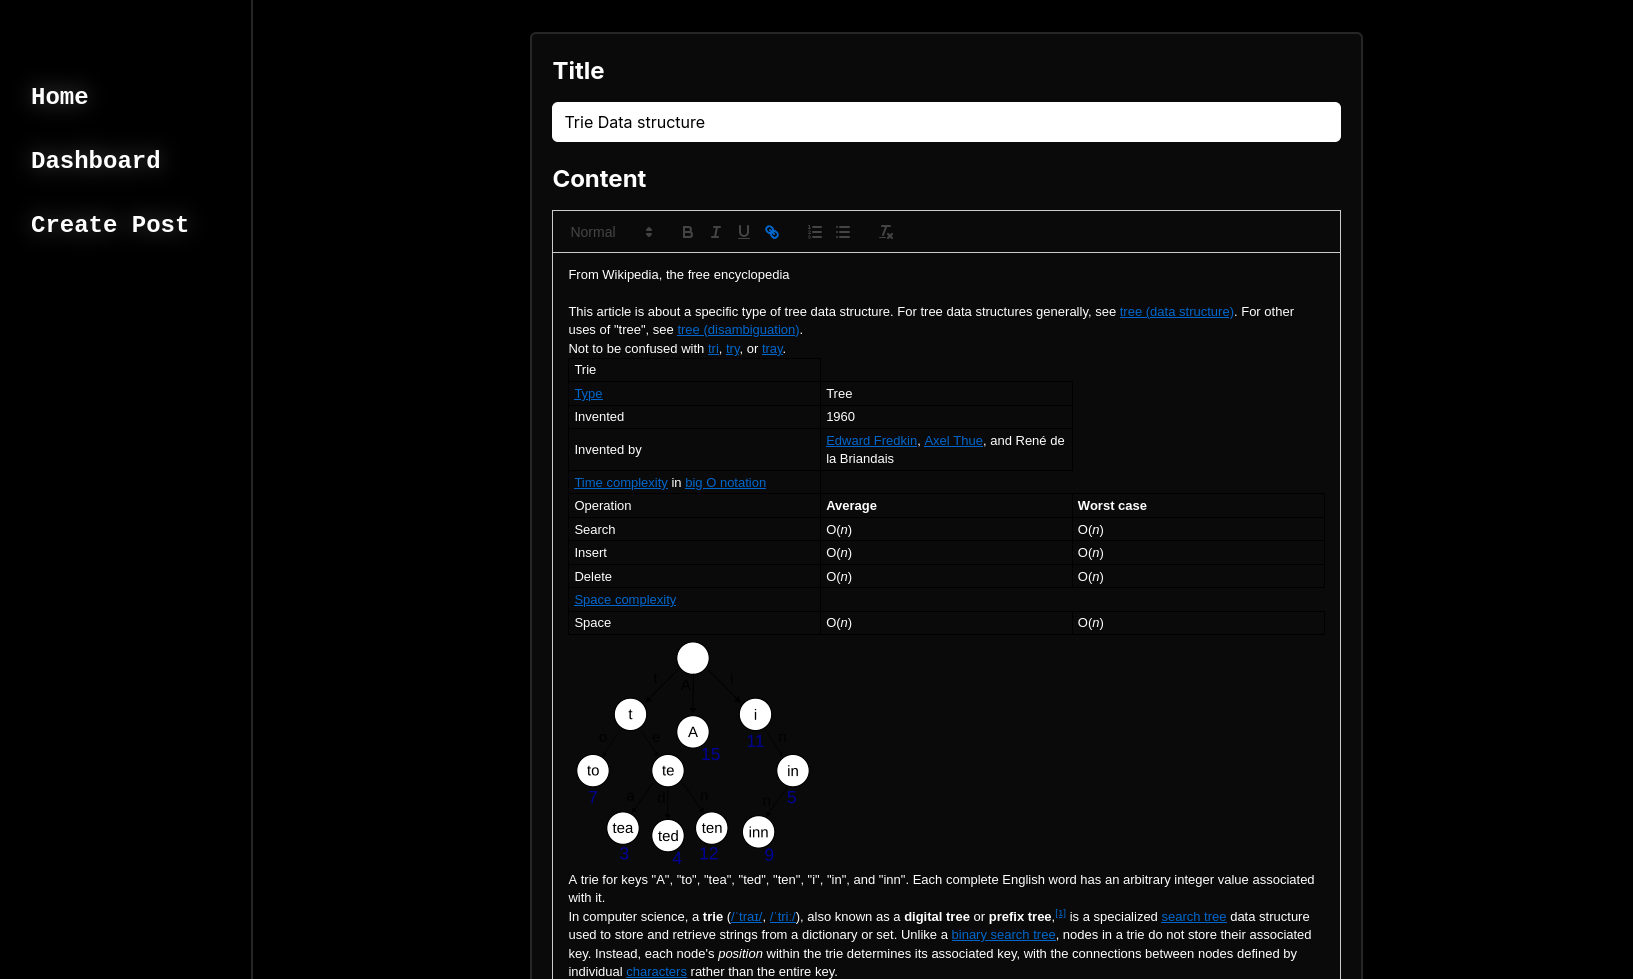 Home
Dashboard
Create Post
Title
Trie Data structure
Content
Normal
From Wikipedia, the free encyclopedia
This article is about a specific type of tree data structure. For tree data structures generally, see tree (data structure). For other
uses of "tree", see tree (disambiguation).
Not to be confused with tri, try, or tray.
Trie
Type Tree
Invented 1960
Invented by Edward Fredkin, Axel Thue, and René de
la Briandais
Time complexity in big O notation
Operation Average Worst case
Search O(n) O(n)
Insert O(n) O(n)
Delete O(n) O(n)
Space complexity
Space O(n) O(n)
t A i
t A i
15 11
o e n
to te in
7 5
a d n n
tea ted ten inn
3 4 12 9
A trie for keys "A", "to", "tea", "ted", "ten", "i", "in", and "inn". Each complete English word has an arbitrary integer value associated
with it.
In computer science, a trie (/ˈtraɪ/, /ˈtriː/), also known as a digital tree or prefix tree,[1] is a specialized search tree data structure
used to store and retrieve strings from a dictionary or set. Unlike a binary search tree, nodes in a trie do not store their associated
key. Instead, each node's position within the trie determines its associated key, with the connections between nodes defined by
individual characters rather than the entire key.